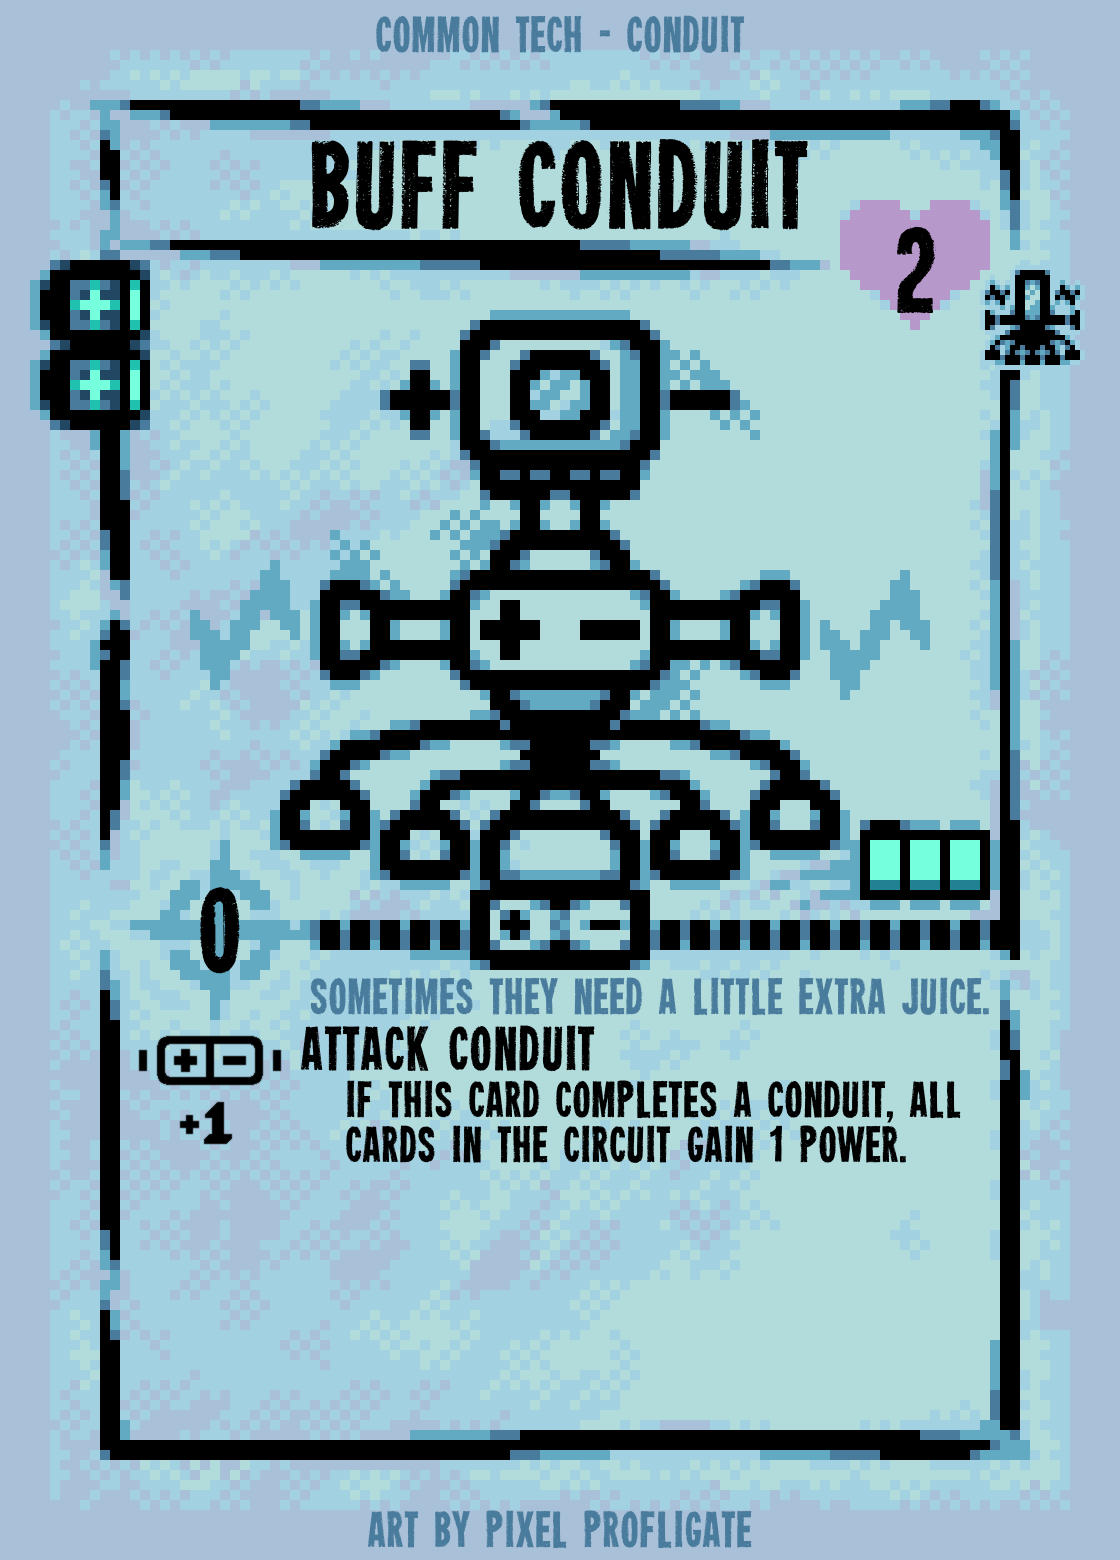 COMMON TECH - CONDUIT
BUFF CONDUIT
2
0
SOMETIMES THEY NEED A LITTLE EXTRA JUICE.
ATTACK CONDUIT
+1
IF THIS CARD COMPLETES A CONDUIT, ALL
CARDS IN THE CIRCUIT GAIN 1 POWER.
ART BY PIXEL PROFLIGATE